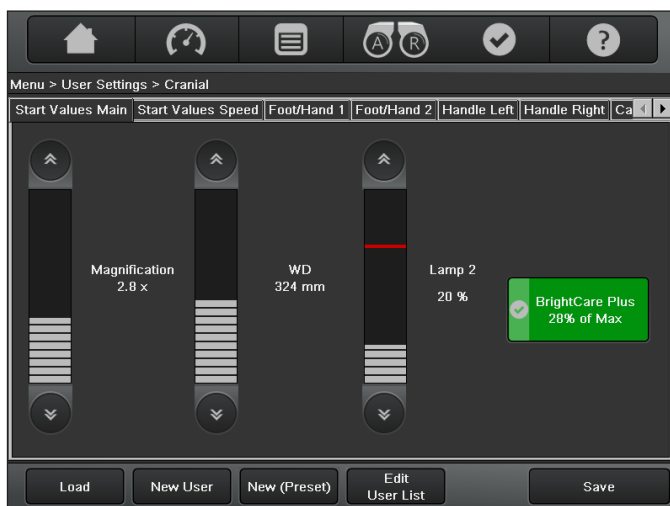 A R
?
Menu > User Settings > Cranial
Start Values Main Start Values Speed Foot/Hand 1 Foot/Hand 2 Handle Left Handle Right Ca
Magnification
2.8 x
WD
324 mm
Lamp 2
20 %
BrightCare Plus
28% of Max
Load New User New (Preset) Edit
User List
Save